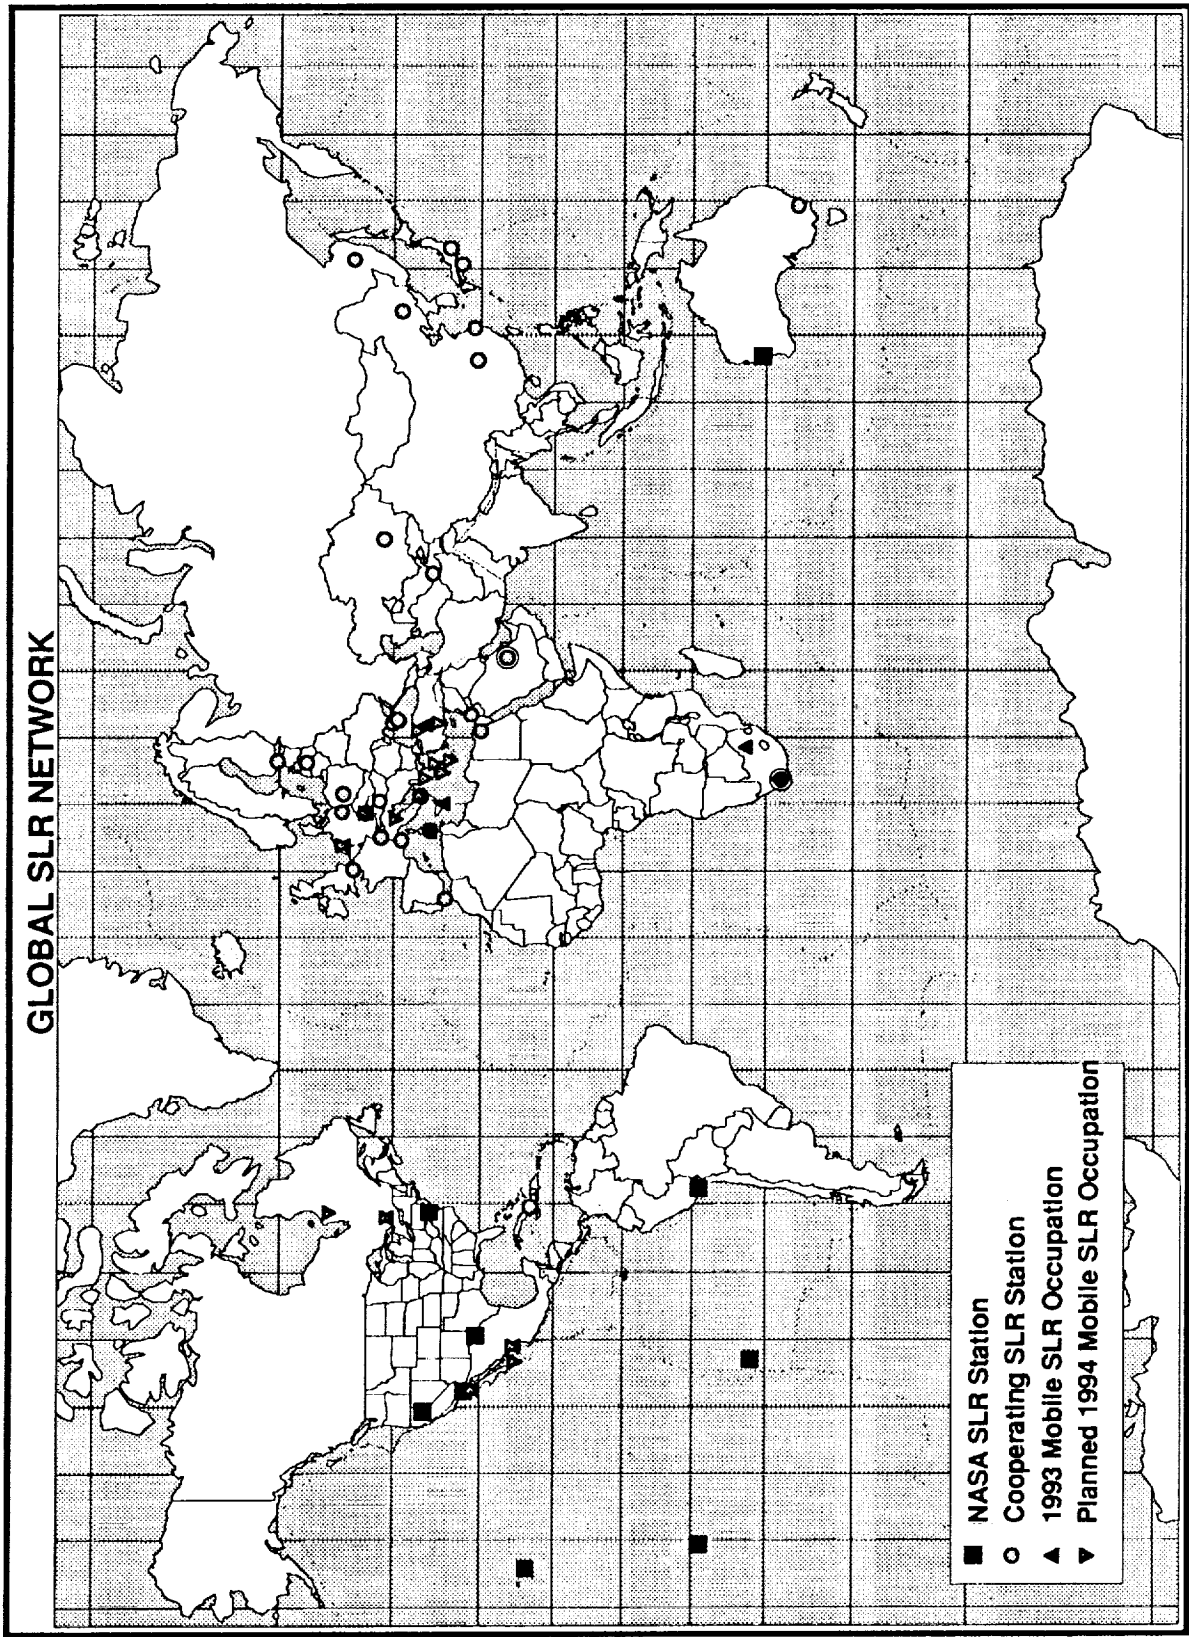 GLOBAL SLR NETWORK
NASA SLR Station
Cooperating SLR Station
1993 Mobile SLR Occupation
Planned 1994 Mobile SLR Occupation